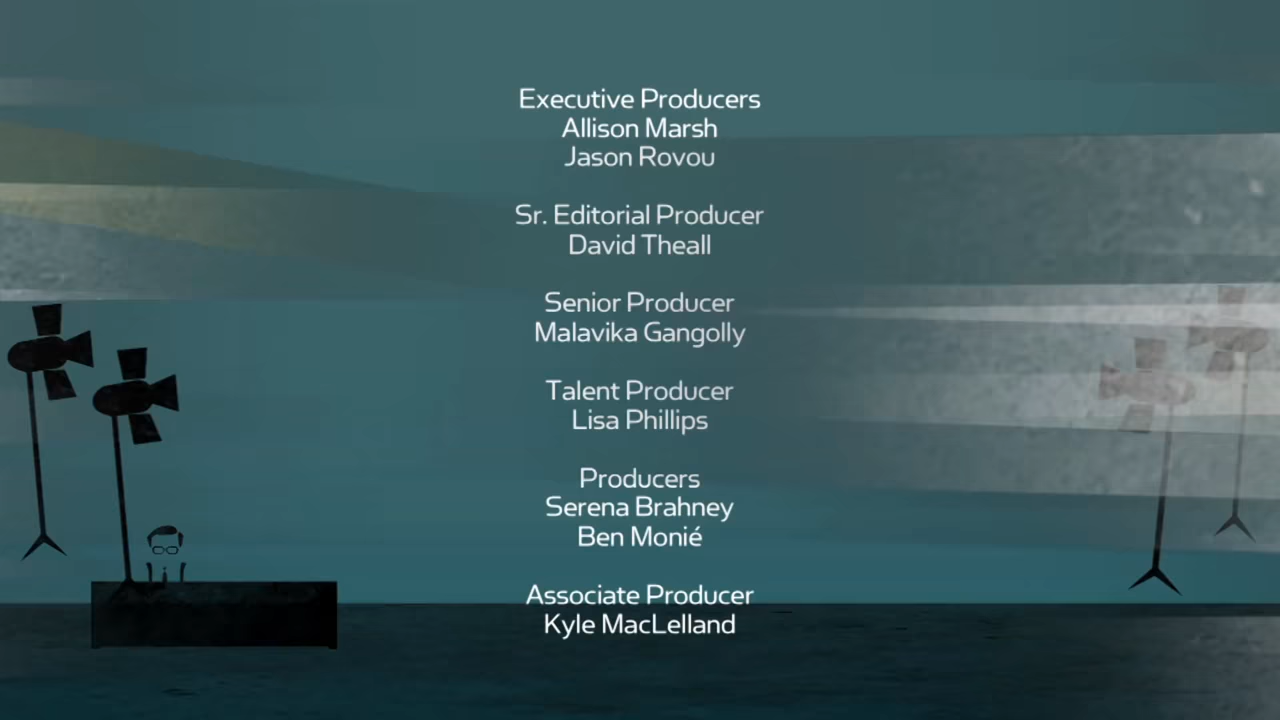 Executive Producers
Allison Marsh
Jason Rovou
Sr. Editorial Producer
David Theall
Senior Producer
Malavika Gangolly
Talent Producer
Lisa Phillips
Producers
Serena Brahney
Ben Monié
Associate Producer
Kyle MacLelland